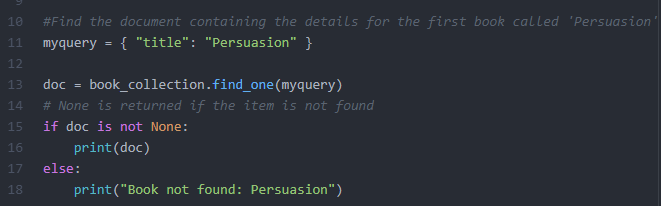 9
10 #Find the document containing the details for the first book called 'Persuasion'
11 myquery = { "title": "Persuasion" }
12
13 doc = book_collection.find_one(myquery)
14 # None is returned if the item is not found
15 if doc is not None:
16     print(doc)
17 else:
18     print("Book not found: Persuasion")